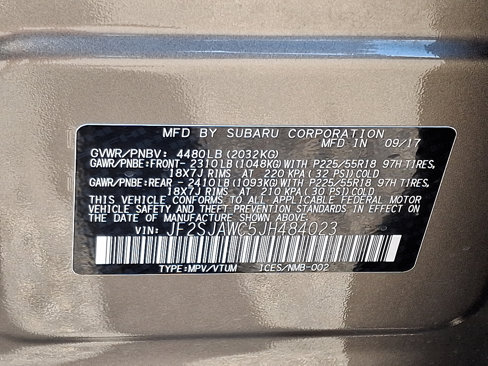 MFD BY SUBARU CORPORATION
MFD IN 09/17
GVWR/PNBV: 4480LB (2032KG)
GAWR/PNBE:FRONT- 2310LB (1048KG) WITH P225/55R18 97H TIRES,
18X7J RIMS AT 220 KPA ( 32 PSI) COLD
GAWR/PNBE:REAR - 2410LB (1093KG) WITH P225/55R18 97H TIRES,
18X7J RIMS AT 210 KPA ( 30 PSI) COLD
THIS VEHICLE CONFORMS TO ALL APPLICABLE FEDERAL MOTOR
VEHICLE SAFETY AND THEFT PREVENTION STANDARDS IN EFFECT
ON THE DATE OF MANUFACTURE SHOWN ABOVE.
VIN: JF2SJAWC5JH484023
TYPE:MPV/VTUM ICES/NMB-002